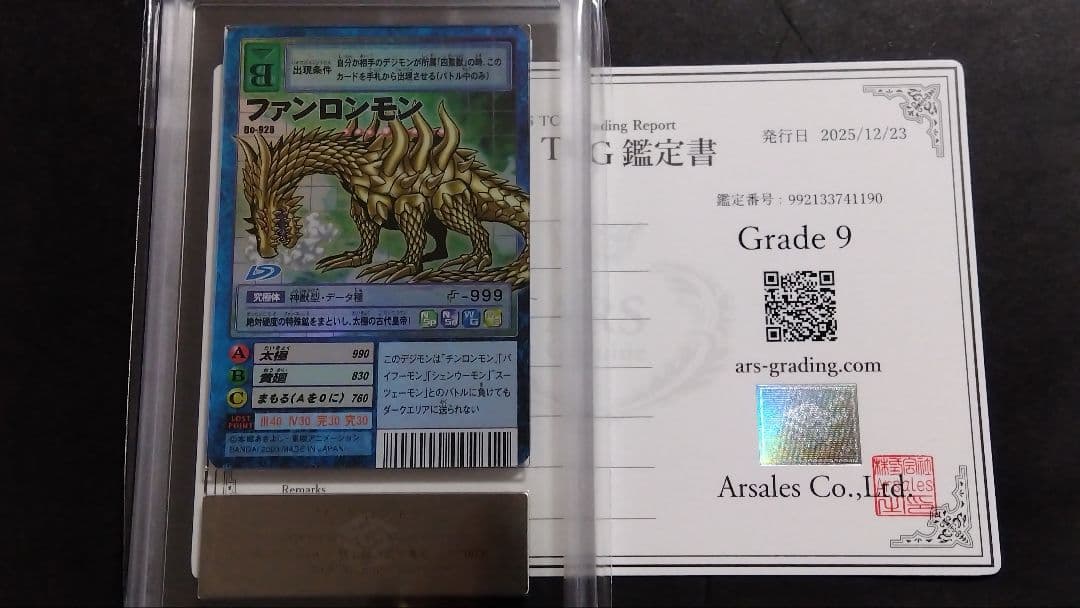 B
出現条件
自分か相手のデジモンが所属「四聖獣」の時、この
カードを手札から出現させる(バトル中のみ)
ファンロンモン
Bo-928
究極体 神獣型・データ種
-999
絶対硬度の特殊鉱をまといし、太極の古代皇帝!
A 太極 990
B 黄廻 830
C まもる(Aを0に) 760
LOST POINT Ⅲ40 Ⅳ30 完30 究30
このデジモンは"チンロンモン"「バ
イフーモン」「シェンウーモン」"スー
ツェーモン"とのバトルに負けても
ダークエリアに送られない
©本郷あきよし・東映アニメーション
BANDAI MADE IN JAPAN
ding Report
G 鑑定書
発行日 2025/12/23
鑑定番号:992133741190
Grade 9
ars-grading.com
Arsales Co.,Ltd.
株式会社
Arsales
Remarks